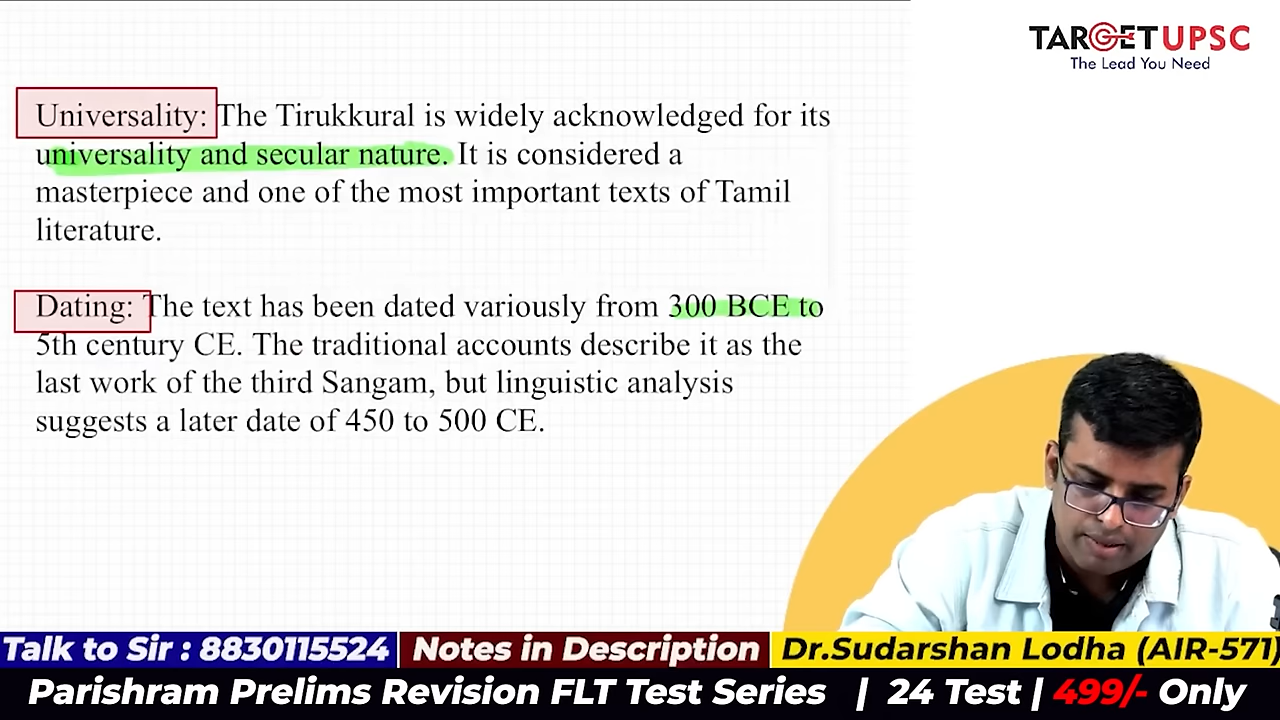 TARGETUPSC
The Lead You Need
Universality: The Tirukkural is widely acknowledged for its
universality and secular nature. It is considered a
masterpiece and one of the most important texts of Tamil
literature.
Dating: The text has been dated variously from 300 BCE to
5th century CE. The traditional accounts describe it as the
last work of the third Sangam, but linguistic analysis
suggests a later date of 450 to 500 CE.
Talk to Sir : 8830115524 Notes in Description Dr.Sudarshan Lodha (AIR-571)
Parishram Prelims Revision FLT Test Series | 24 Test | 499/- Only